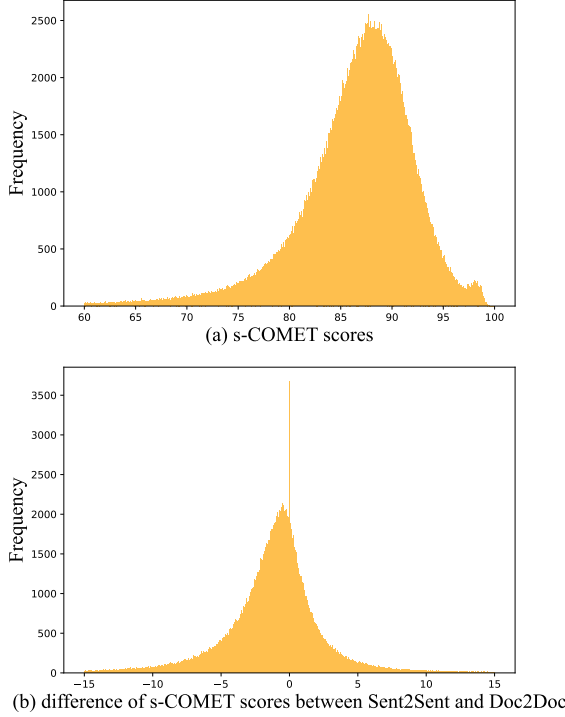 2500
2000
1500
1000
500
0
Frequency
60 65 70 75 80 85 90 95 100
(a) s-COMET scores
3500
3000
2500
2000
1500
1000
500
0
Frequency
−15 −10 −5 0 5 10 15
(b) difference of s-COMET scores between Sent2Sent and Doc2Doc